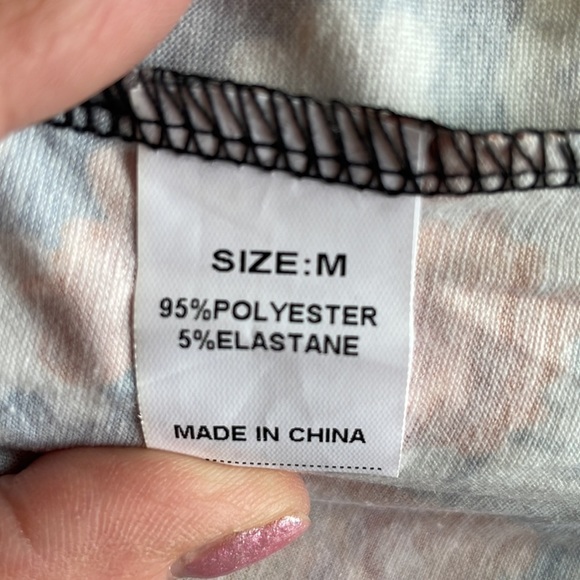 SIZE:M
95%POLYESTER
5%ELASTANE
MADE IN CHINA